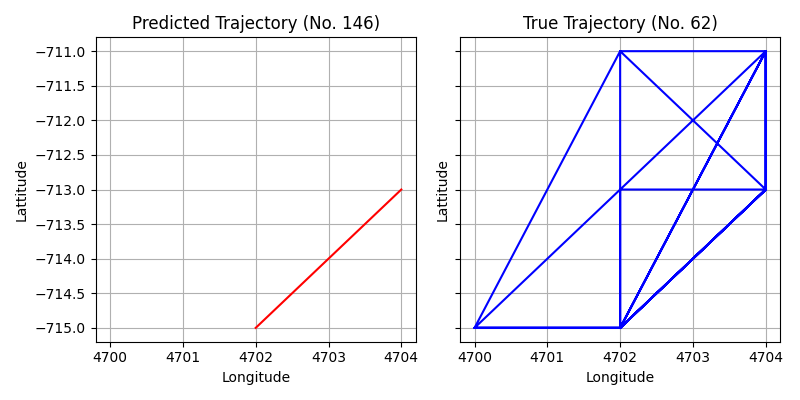 Predicted Trajectory (No. 146)
True Trajectory (No. 62)
Lattitude
−711.0
−711.5
−712.0
−712.5
−713.0
−713.5
−714.0
−714.5
−715.0
4700 4701 4702 4703 4704
Longitude
Lattitude
4700 4701 4702 4703 4704
Longitude